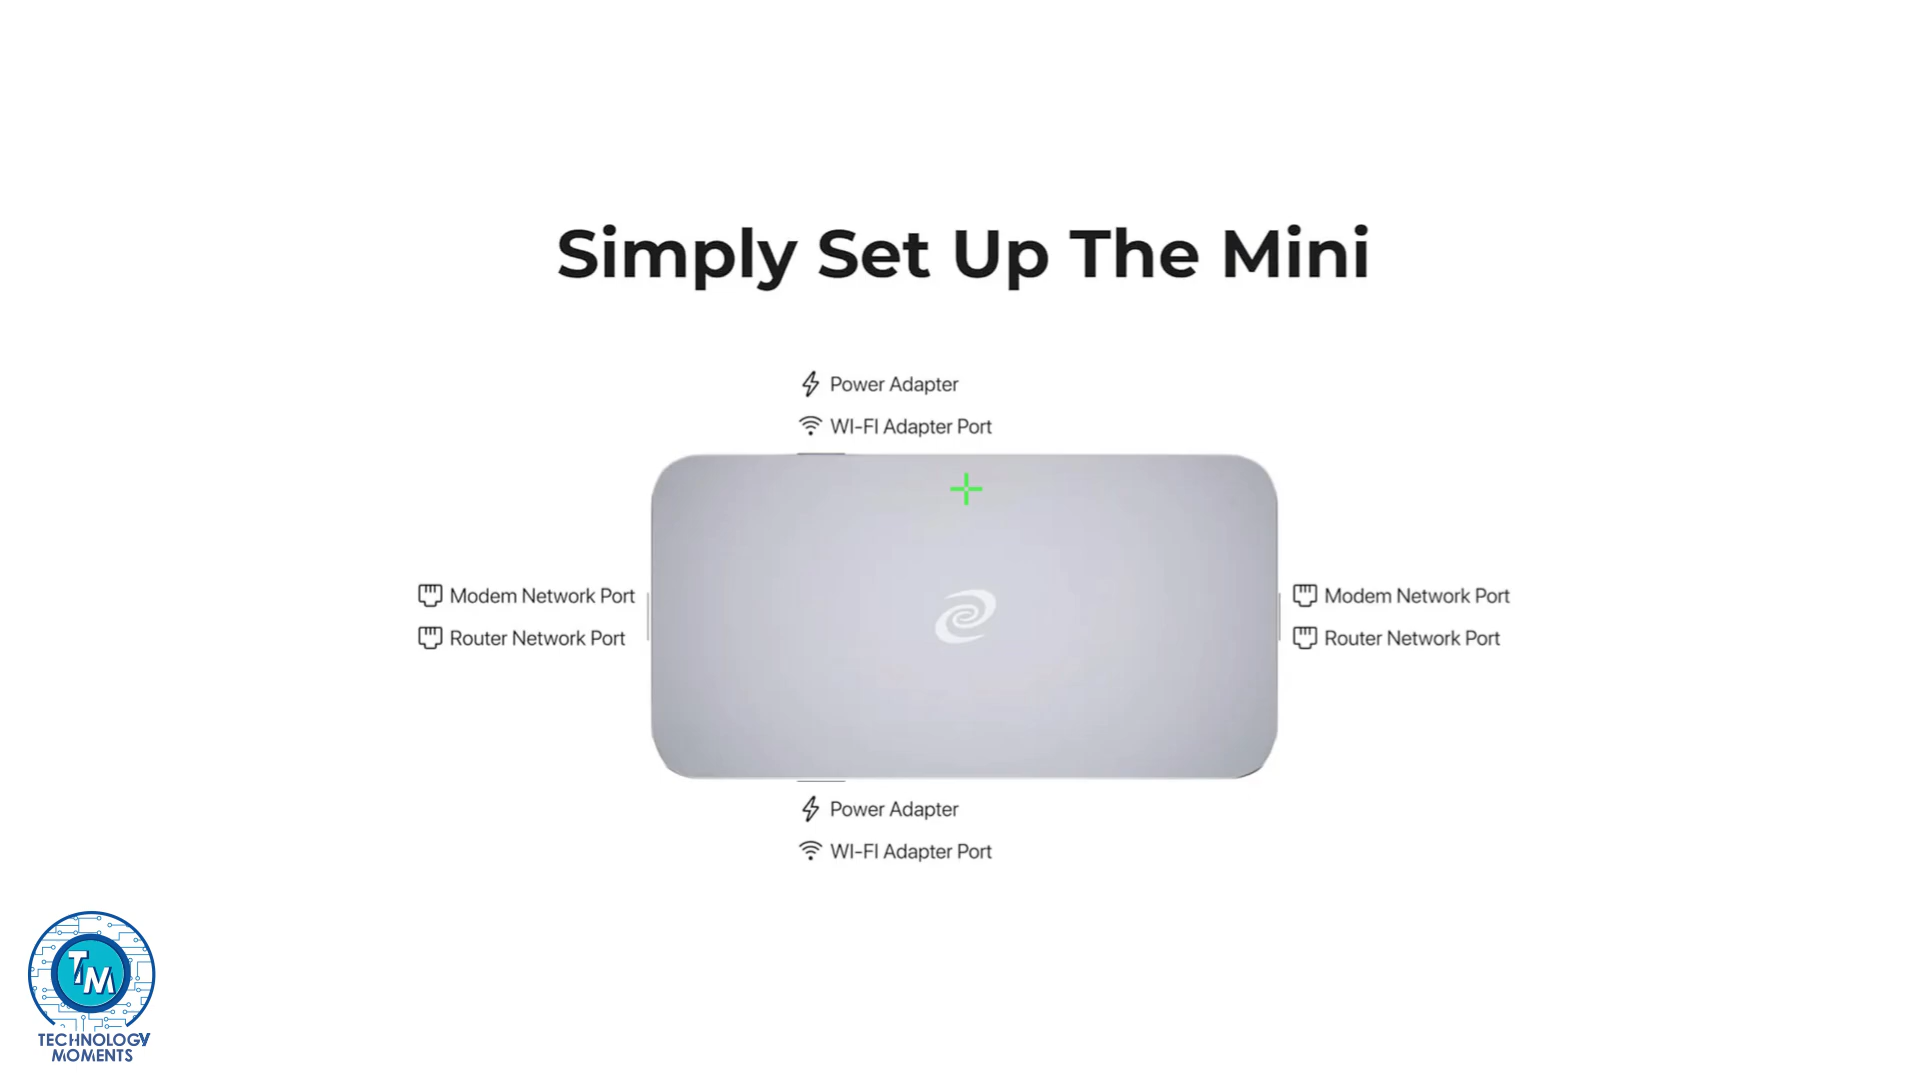 Simply Set Up The Mini
Power Adapter
WI-FI Adapter Port
Modem Network Port
Router Network Port
Modem Network Port
Router Network Port
Power Adapter
WI-FI Adapter Port
TM
TECHNOLOGY
MOMENTS